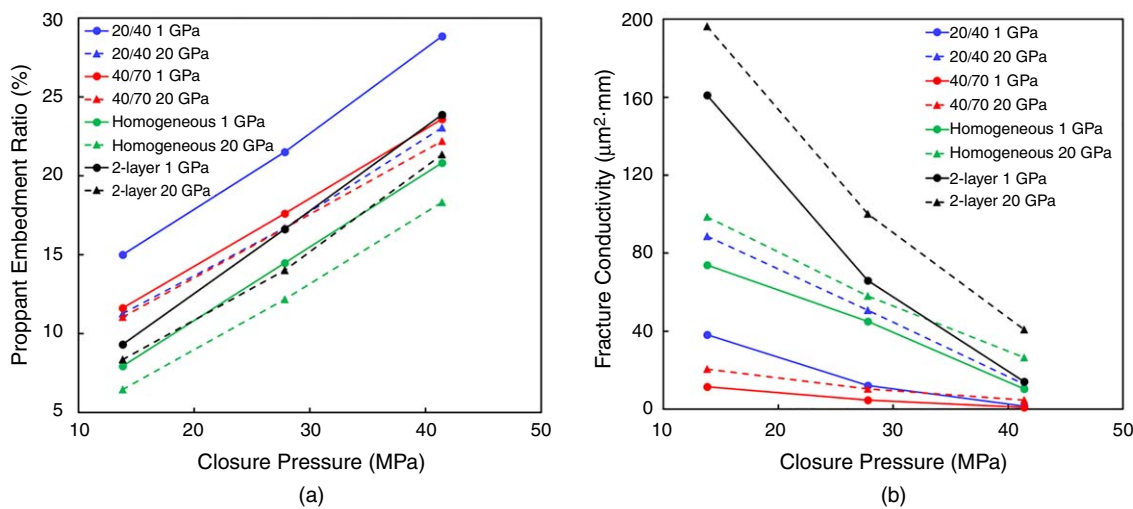 30
25
20
15
10
5
10
20
30
40
50
Proppant Embedment Ratio (%)
Closure Pressure (MPa)
20/40 1 GPa
20/40 20 GPa
40/70 1 GPa
40/70 20 GPa
Homogeneous 1 GPa
Homogeneous 20 GPa
2-layer 1 GPa
2-layer 20 GPa
(a)
200
160
120
80
40
0
10
20
30
40
50
Fracture Conductivity (μm²·mm)
Closure Pressure (MPa)
20/40 1 GPa
20/40 20 GPa
40/70 1 GPa
40/70 20 GPa
Homogeneous 1 GPa
Homogeneous 20 GPa
2-layer 1 GPa
2-layer 20 GPa
(b)